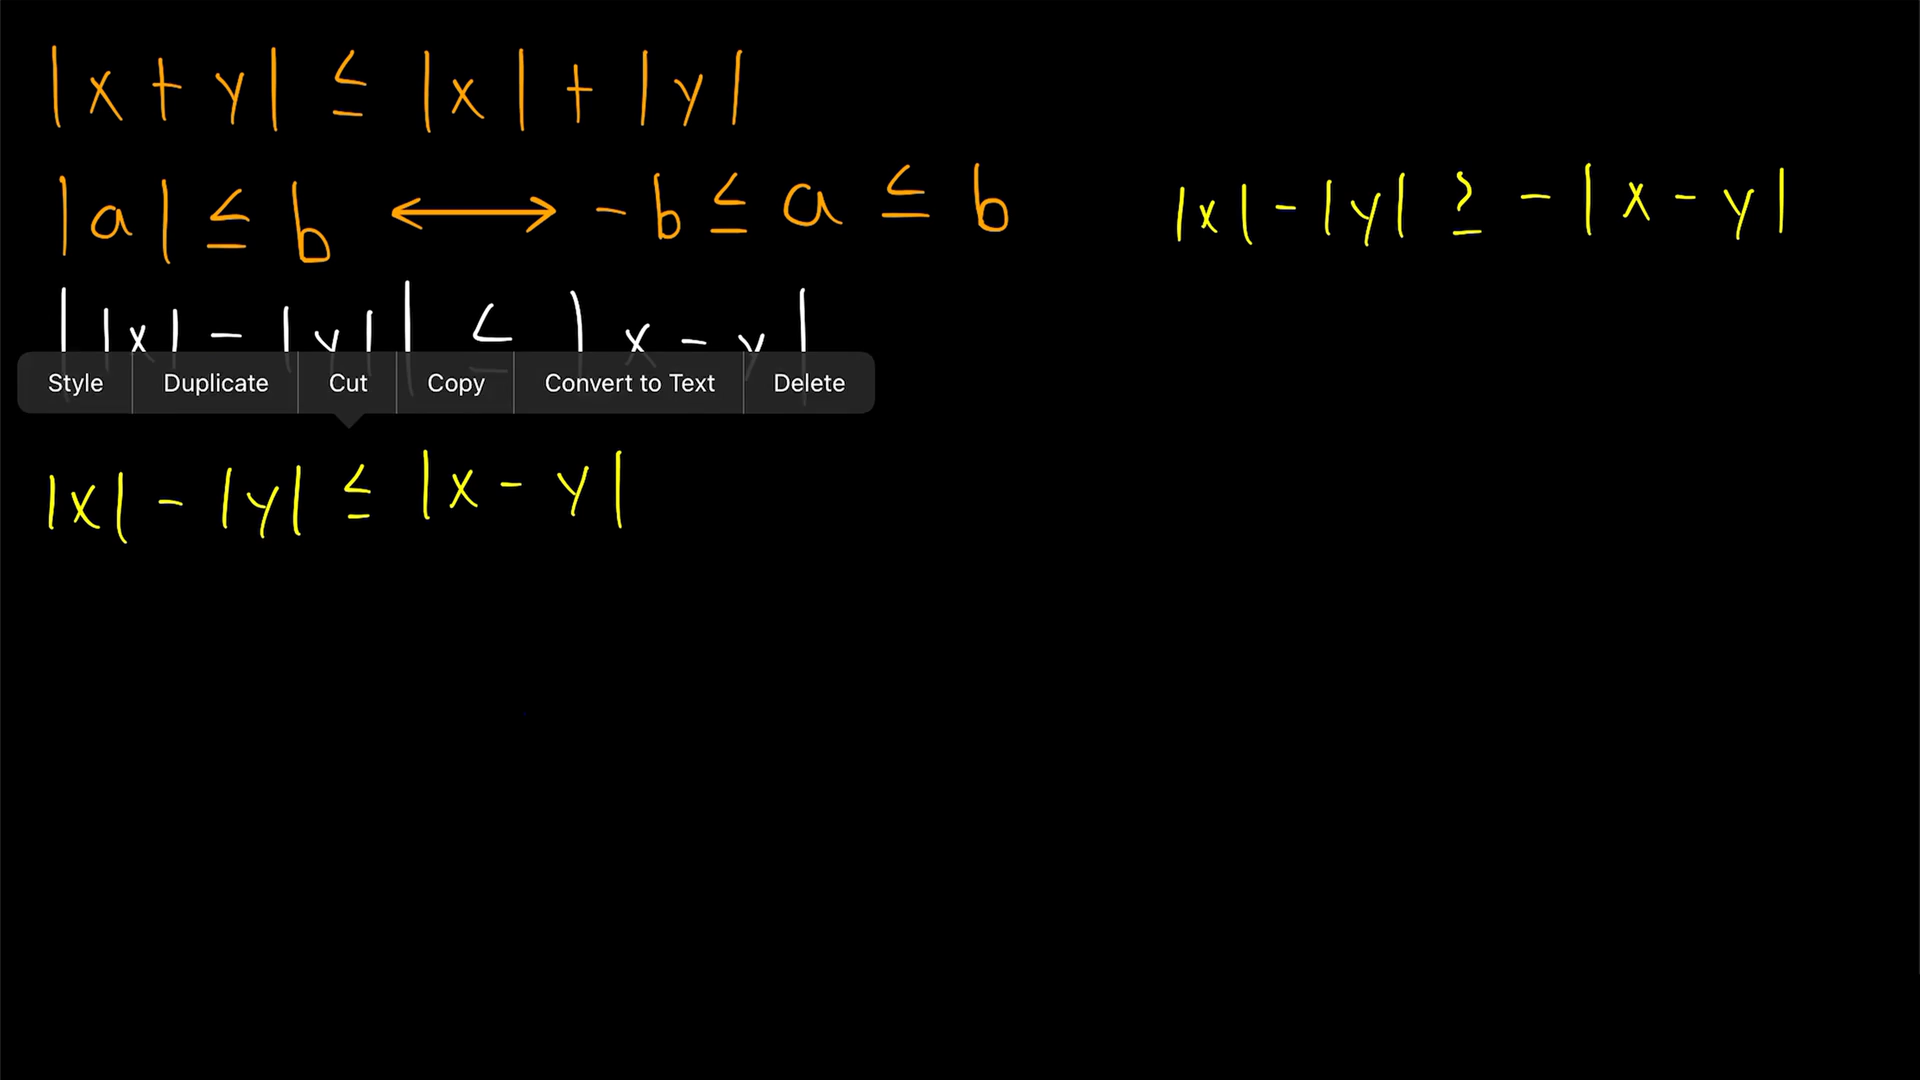 |x + y| ≤ |x| + |y|
|a| ≤ b ⟷ -b ≤ a ≤ b
|x| - |y| ≥ - |x - y|
||x| - |y|| ≤ |x - y|
Style Duplicate Cut Copy Convert to Text Delete
|x| - |y| ≤ |x - y|